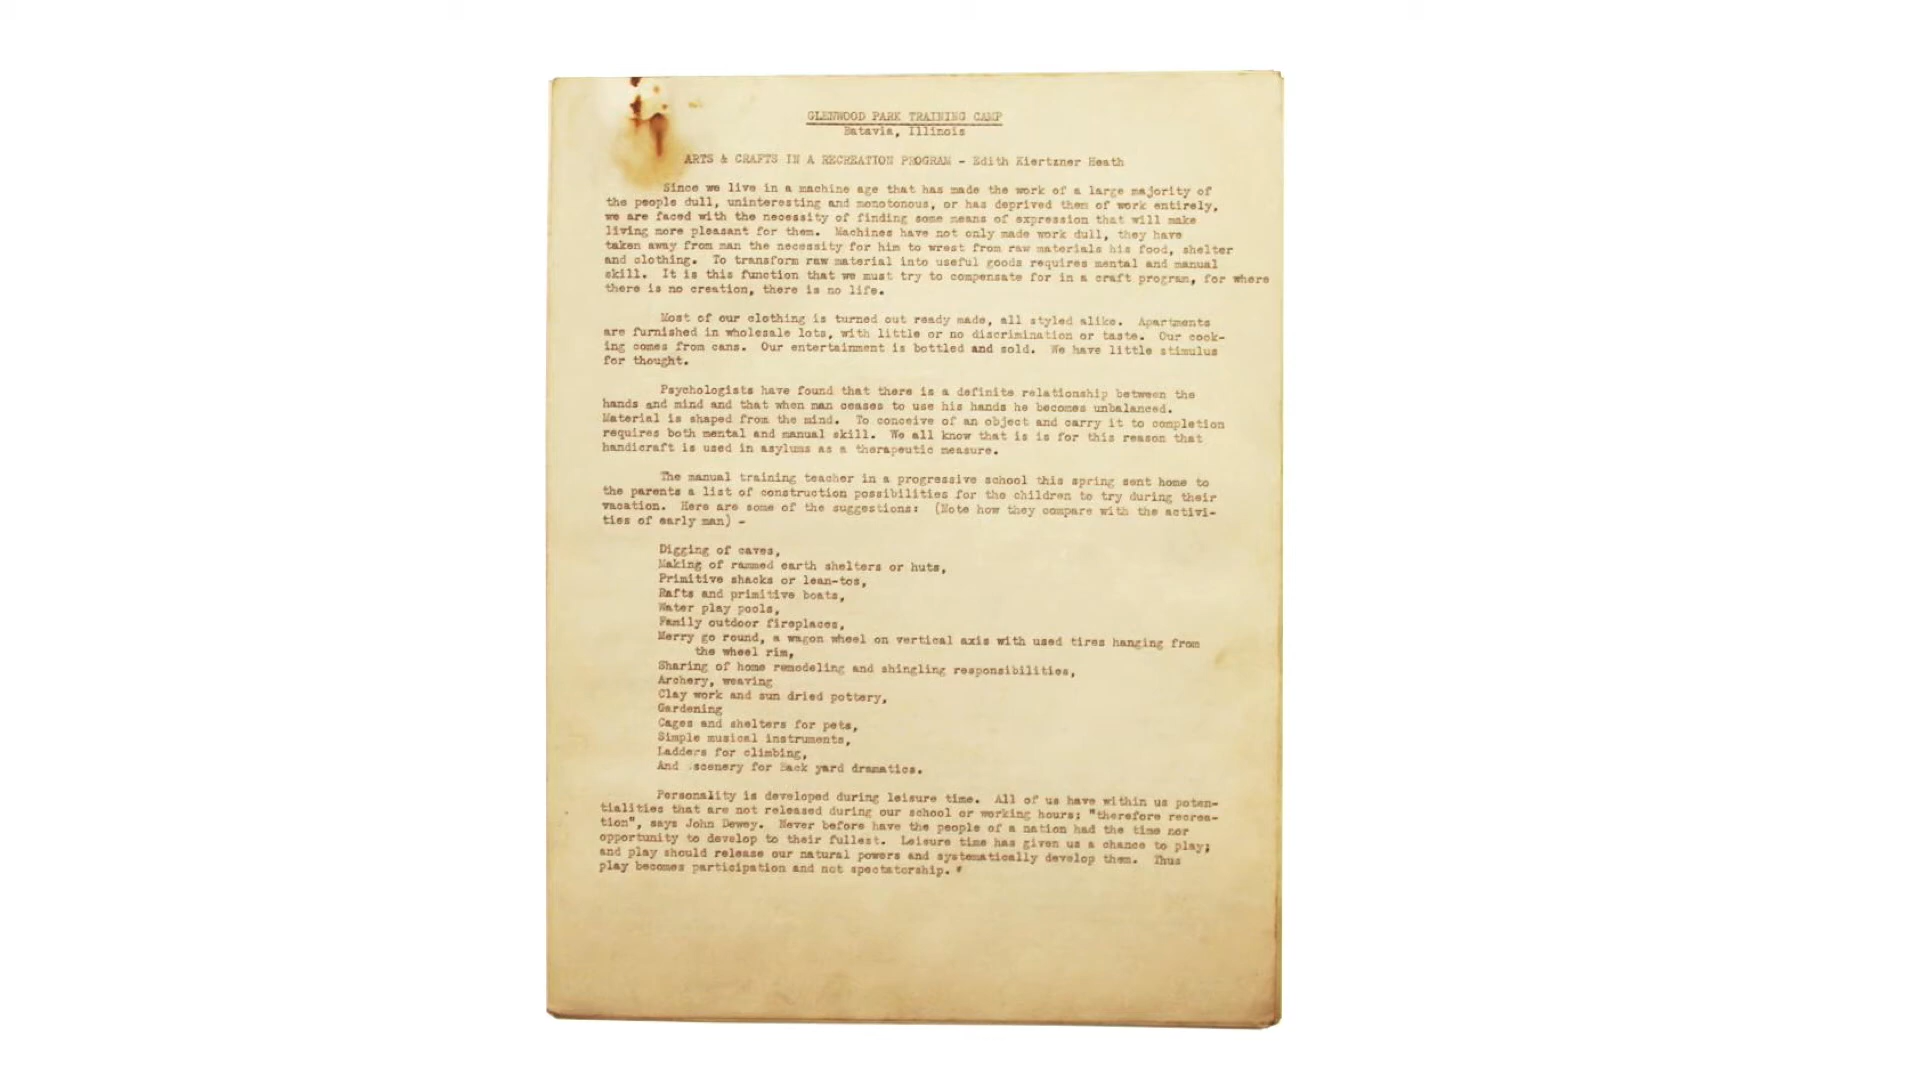 GLENWOOD PARK TRAINING CAMP
Batavia, Illinois
ARTS & CRAFTS IN A RECREATION PROGRAM - Edith Kiertzner Heath
Since we live in a machine age that has made the work of a large majority of
the people dull, uninteresting and monotonous, or has deprived them of work entirely,
we are faced with the necessity of finding some means of expression that will make
living more pleasant for them. Machines have not only made work dull, they have
taken away from man the necessity for him to wrest from raw materials his food, shelter
and clothing. To transform raw material into useful goods requires mental and manual
skill. It is this function that we must try to compensate for in a craft program, for where
there is no creation, there is no life.
Most of our clothing is turned out ready made, all styled alike. Apartments
are furnished in wholesale lots, with little or no discrimination or taste. Our cook-
ing comes from cans. Our entertainment is bottled and sold. We have little stimulus
for thought.
Psychologists have found that there is a definite relationship between the
hands and mind and that when man ceases to use his hands he becomes unbalanced.
Material is shaped from the mind. To conceive of an object and carry it to completion
requires both mental and manual skill. We all know that is is for this reason that
handicraft is used in asylums as a therapeutic measure.
The manual training teacher in a progressive school this spring sent home to
the parents a list of construction possibilities for the children to try during their
vacation. Here are some of the suggestions: (Note how they compare with the activi-
ties of early man) -
Digging of caves,
Making of rammed earth shelters or huts,
Primitive shacks or lean-tos,
Rafts and primitive boats,
Water play pools,
Family outdoor fireplaces,
Merry go round, a wagon wheel on vertical axis with used tires hanging from
the wheel rim,
Sharing of home remodeling and shingling responsibilities,
Archery, weaving
Clay work and sun dried pottery,
Gardening
Cages and shelters for pets,
Simple musical instruments,
Ladders for climbing,
And scenery for Back yard dramatics.
Personality is developed during leisure time. All of us have within us poten-
tialities that are not released during our school or working hours; "therefore recrea-
tion", says John Dewey. Never before have the people of a nation had the time nor
opportunity to develop to their fullest. Leisure time has given us a chance to play;
and play should release our natural powers and systematically develop them. Thus
play becomes participation and not spectatorship. "